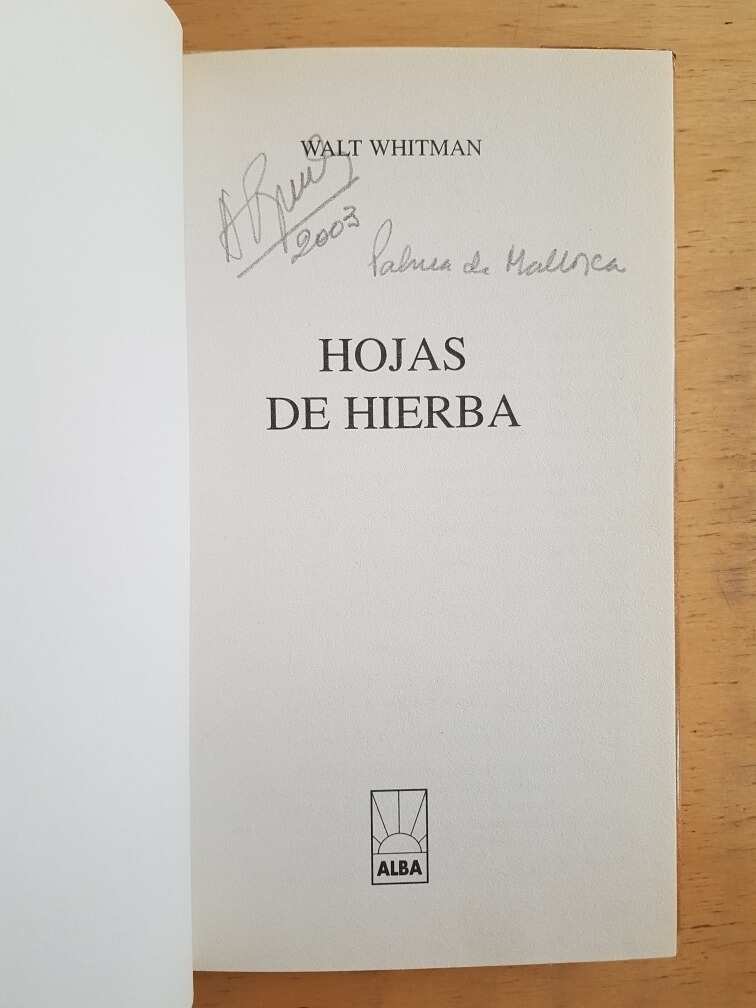 WALT WHITMAN
2003
Palma de Mallorca
HOJAS
DE HIERBA
ALBA